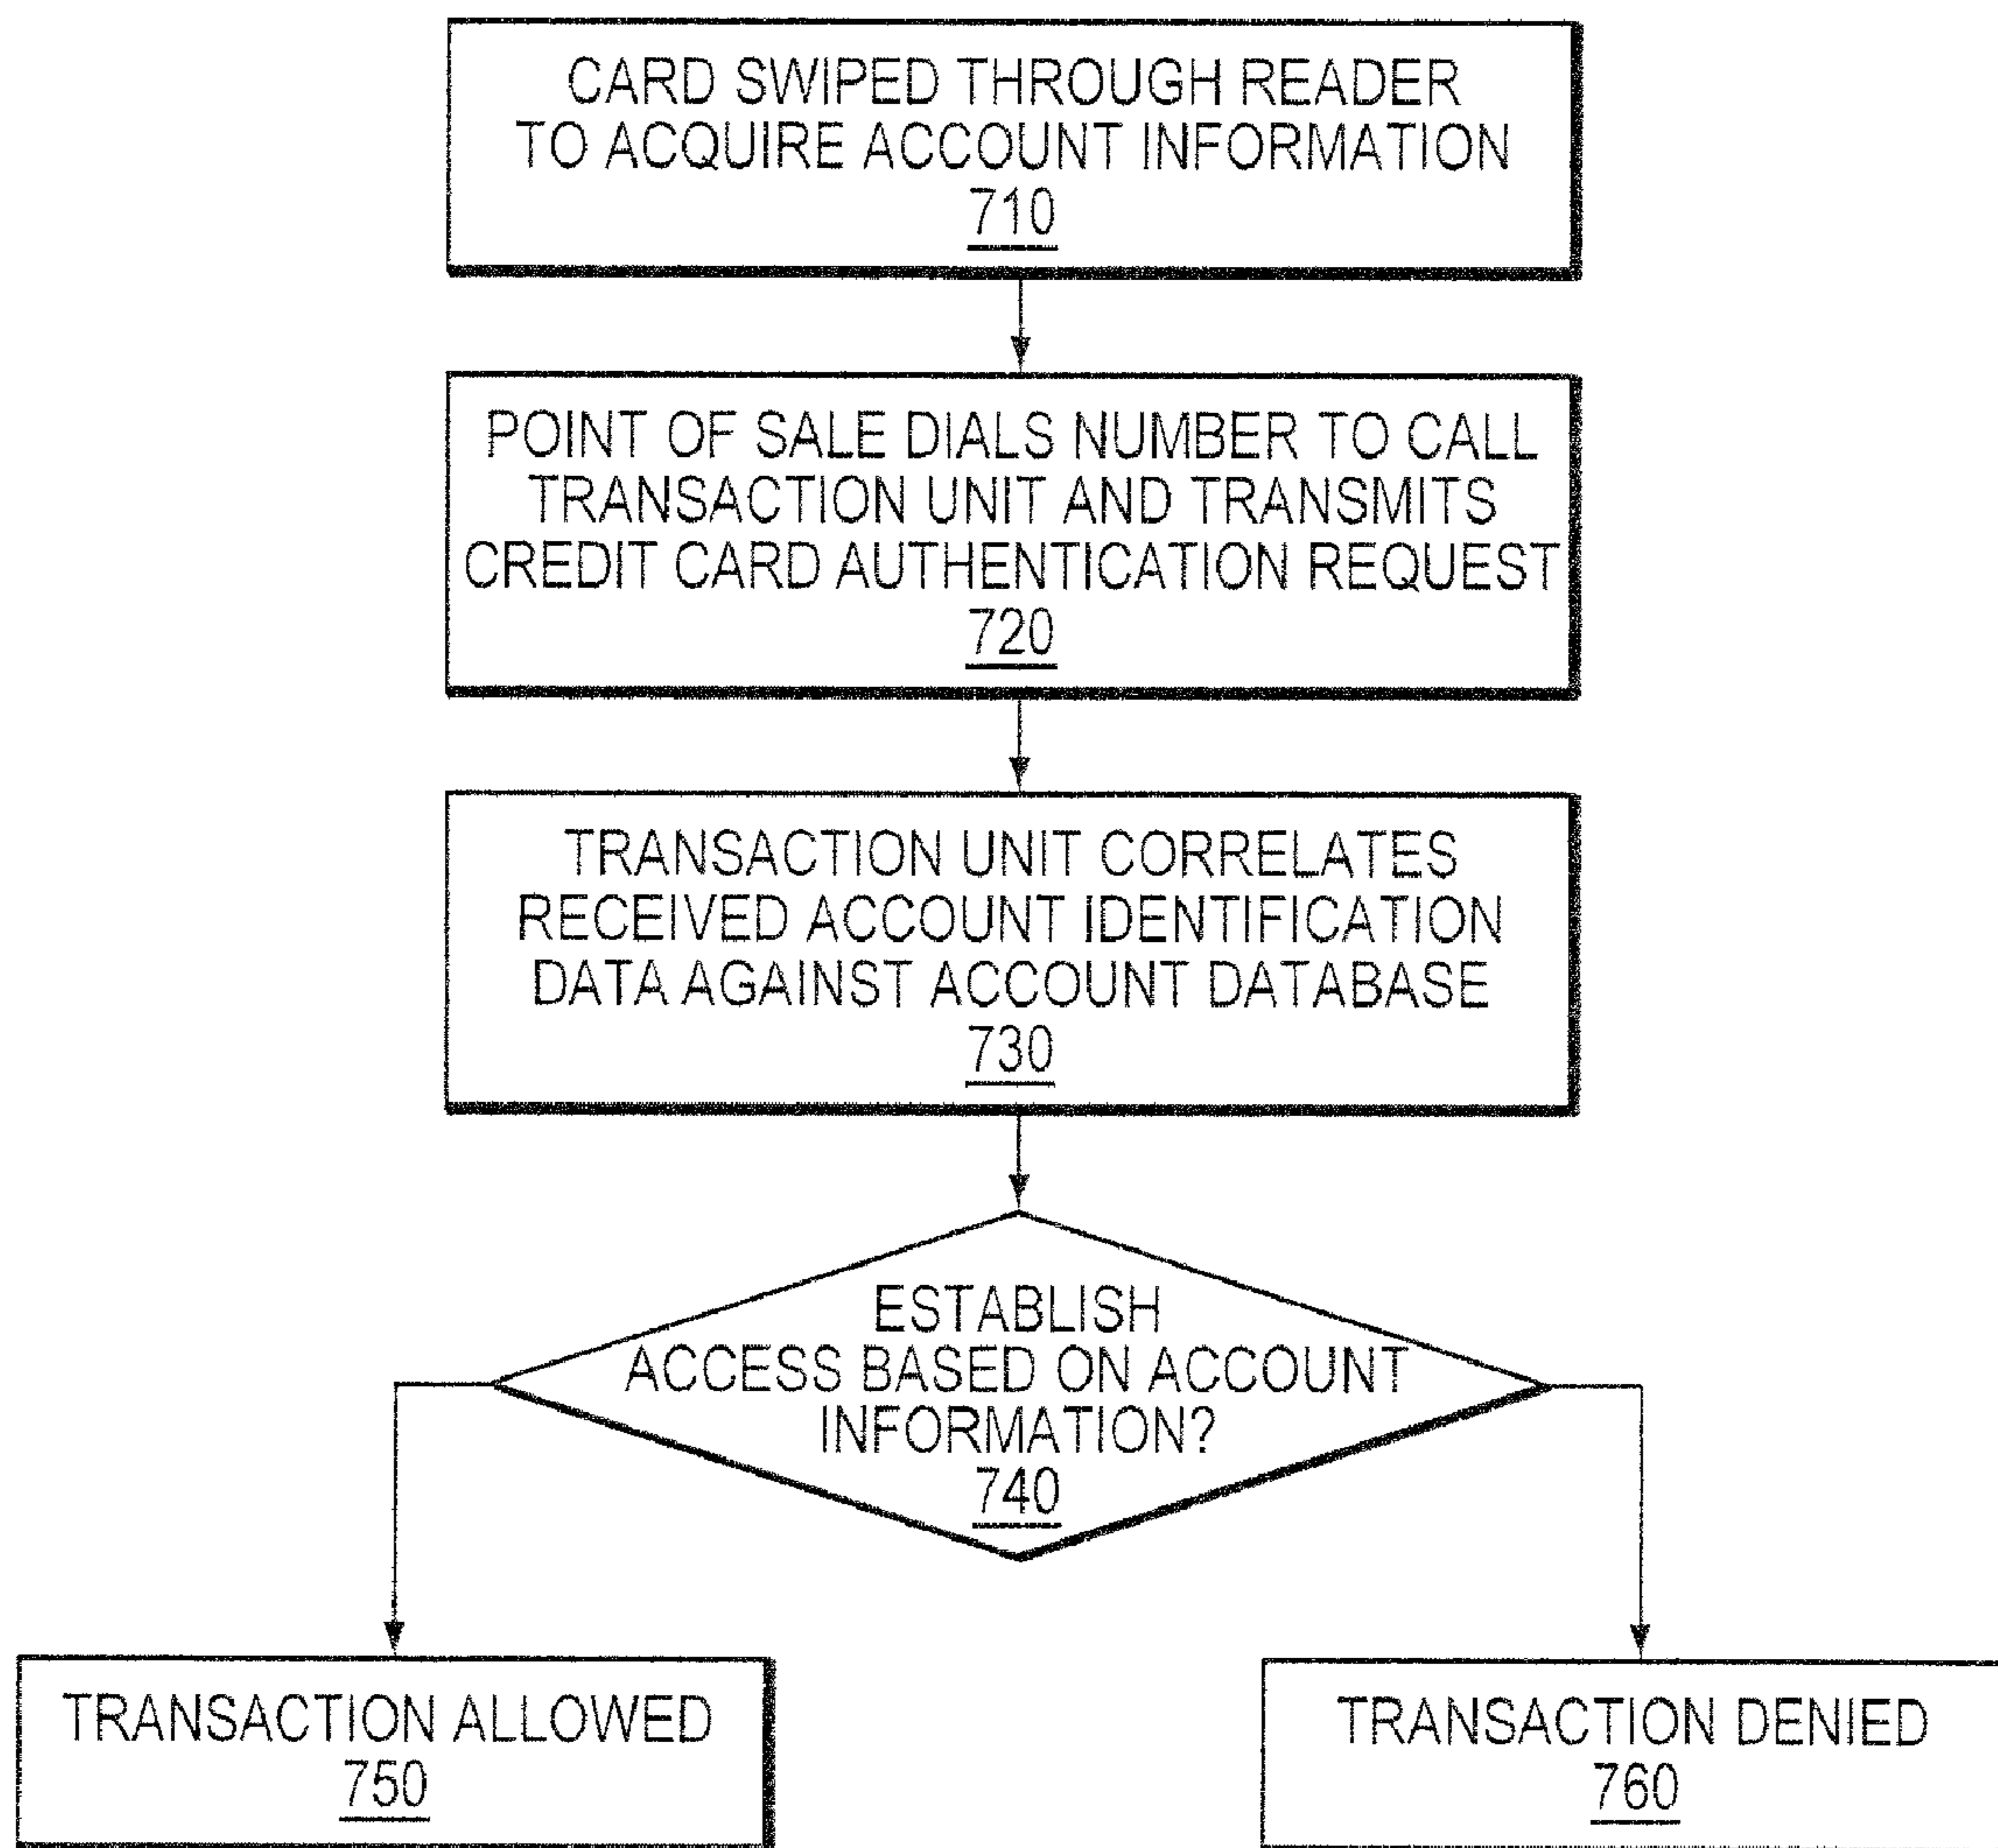 CARD SWIPED THROUGH READER
TO ACQUIRE ACCOUNT INFORMATION
710
POINT OF SALE DIALS NUMBER TO CALL
TRANSACTION UNIT AND TRANSMITS
CREDIT CARD AUTHENTICATION REQUEST
720
TRANSACTION UNIT CORRELATES
RECEIVED ACCOUNT IDENTIFICATION
DATA AGAINST ACCOUNT DATABASE
730
ESTABLISH
ACCESS BASED ON ACCOUNT
INFORMATION?
740
TRANSACTION ALLOWED
750
TRANSACTION DENIED
760